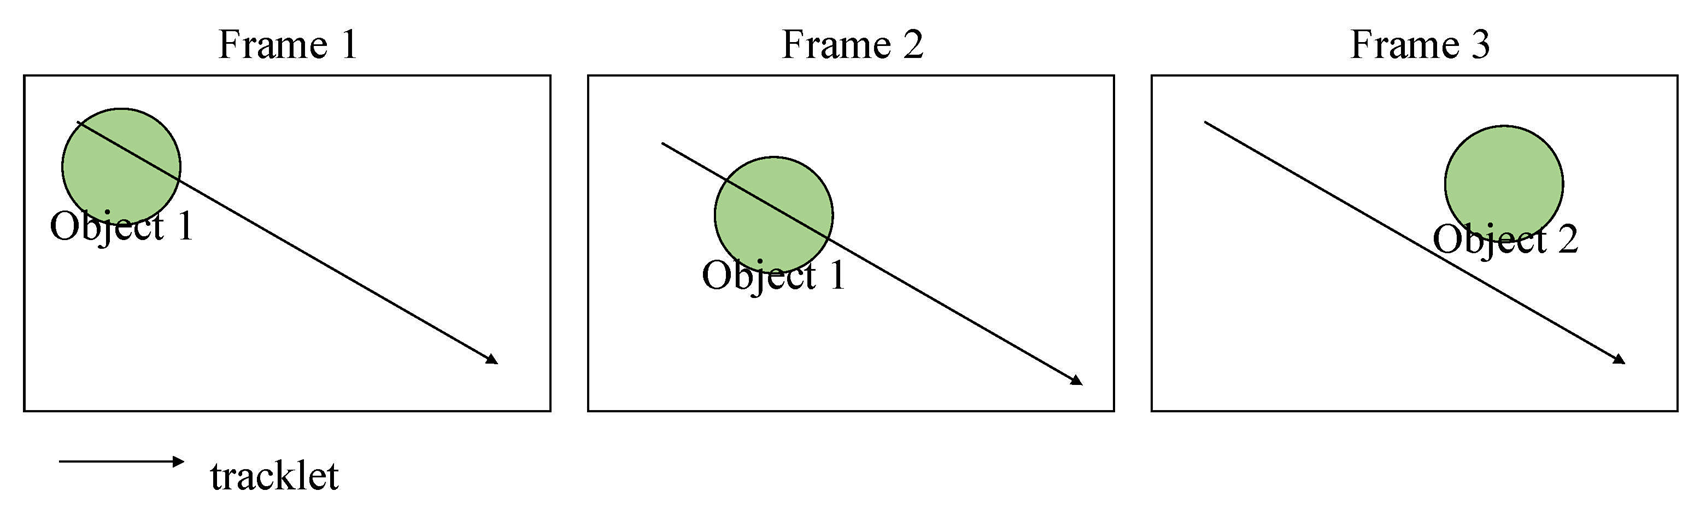 Frame 1
Frame 2
Frame 3
Object 1
Object 1
Object 2
tracklet